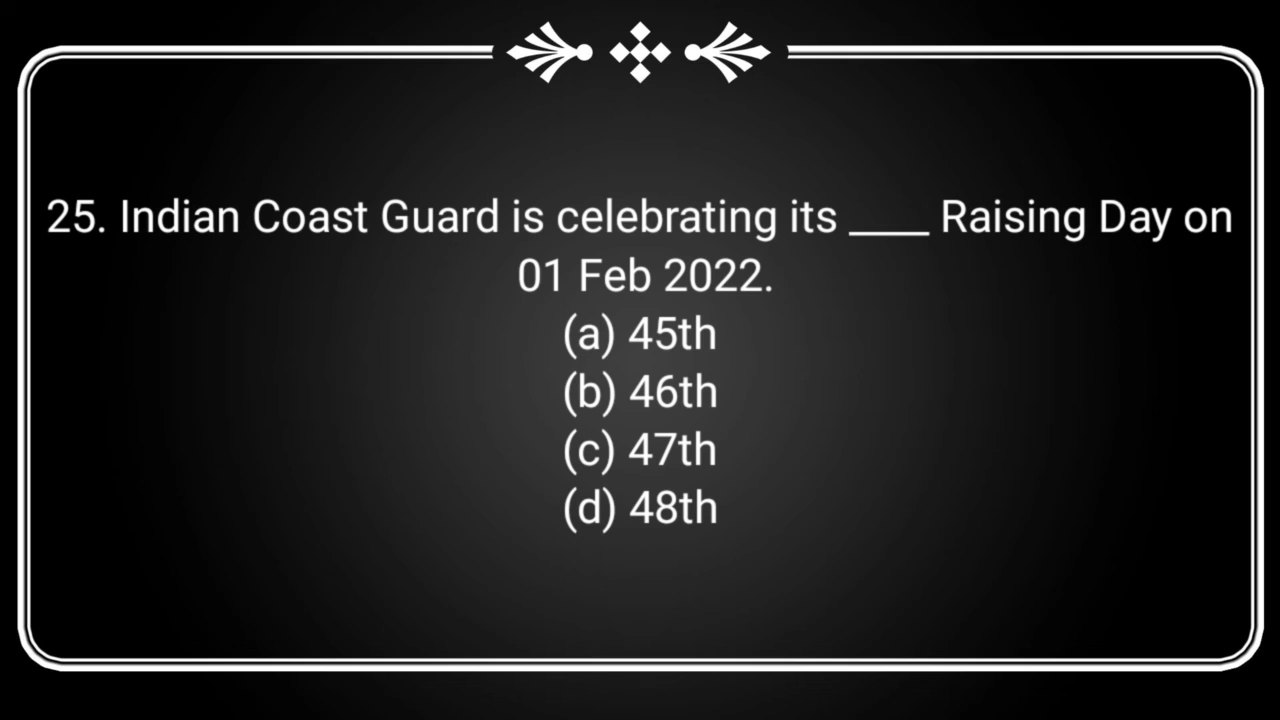 25. Indian Coast Guard is celebrating its ____ Raising Day on
01 Feb 2022.
(a) 45th
(b) 46th
(c) 47th
(d) 48th